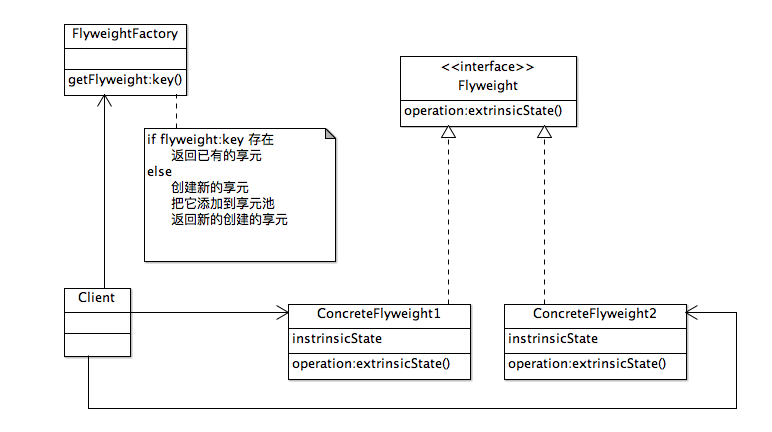 FlyweightFactory
getFlyweight:key()
<<interface>>
Flyweight
operation:extrinsicState()
if flyweight:key 存在
返回已有的享元
else
创建新的享元
把它添加到享元池
返回新的创建的享元
Client
ConcreteFlyweight1
instrinsicState
operation:extrinsicState()
ConcreteFlyweight2
instrinsicState
operation:extrinsicState()